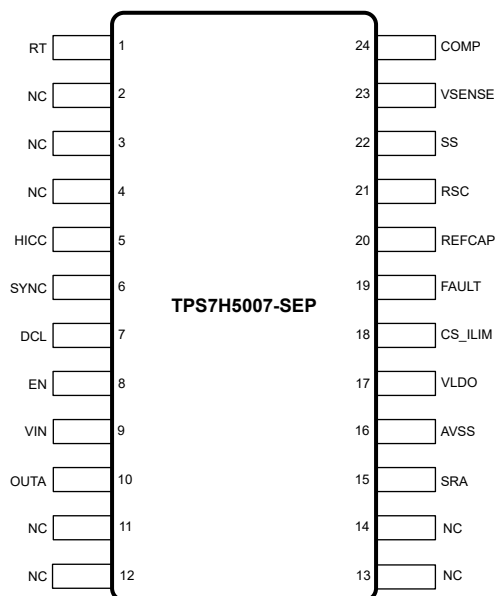 RT 1 24 COMP
NC 2 23 VSENSE
NC 3 22 SS
NC 4 21 RSC
HICC 5 20 REFCAP
SYNC 6 19 FAULT
TPS7H5007-SEP
DCL 7 18 CS_ILIM
EN 8 17 VLDO
VIN 9 16 AVSS
OUTA 10 15 SRA
NC 11 14 NC
NC 12 13 NC